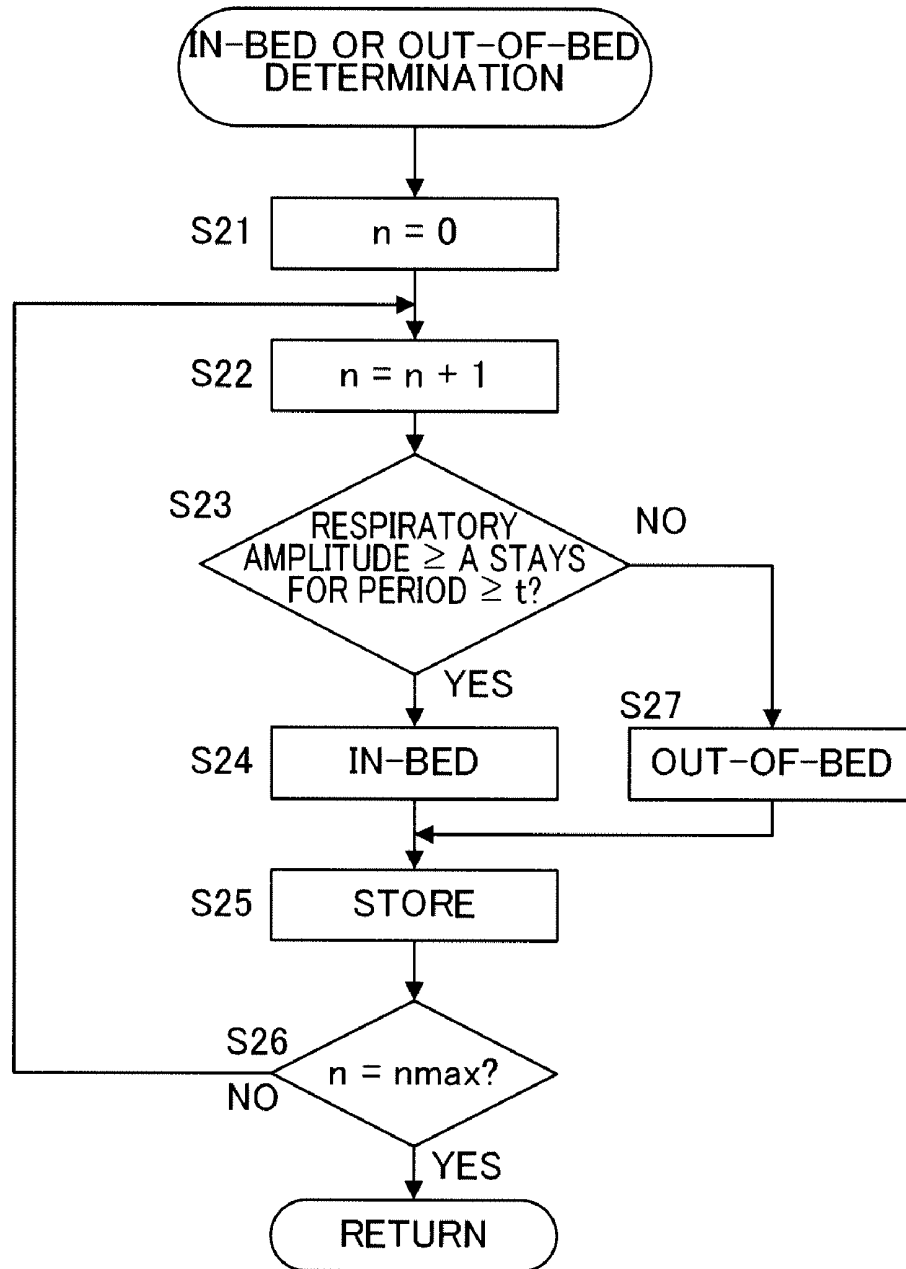 IN-BED OR OUT-OF-BED
DETERMINATION
S21
n = 0
S22
n = n + 1
S23
RESPIRATORY
AMPLITUDE ≥ A STAYS
FOR PERIOD ≥ t?
NO
YES
S27
S24
IN-BED
OUT-OF-BED
S25
STORE
S26
n = nmax?
NO
YES
RETURN